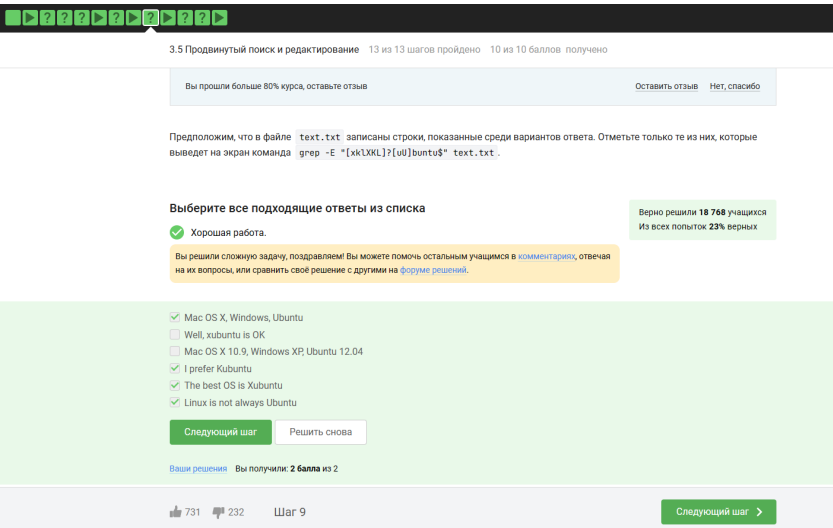 3.5 Продвинутый поиск и редактирование 13 из 13 шагов пройдено 10 из 10 баллов получено
Вы прошли больше 80% курса, оставьте отзыв Оставить отзыв Нет, спасибо
Предположим, что в файле text.txt записаны строки, показанные среди вариантов ответа. Отметьте только те из них, которые
выведет на экран команда grep -E "[xklXKL]?[uU]buntu$" text.txt.
Выберите все подходящие ответы из списка
Хорошая работа.
Верно решили 18 768 учащихся
Из всех попыток 23% верных
Вы решили сложную задачу, поздравляем! Вы можете помочь остальным учащимся в комментариях, отвечая
на их вопросы, или сравнить своё решение с другими на форуме решений.
Mac OS X, Windows, Ubuntu
Well, xubuntu is OK
Mac OS X 10.9, Windows XP, Ubuntu 12.04
I prefer Kubuntu
The best OS is Xubuntu
Linux is not always Ubuntu
Следующий шаг Решить снова
Ваши решения Вы получили: 2 балла из 2
731 232 Шаг 9 Следующий шаг